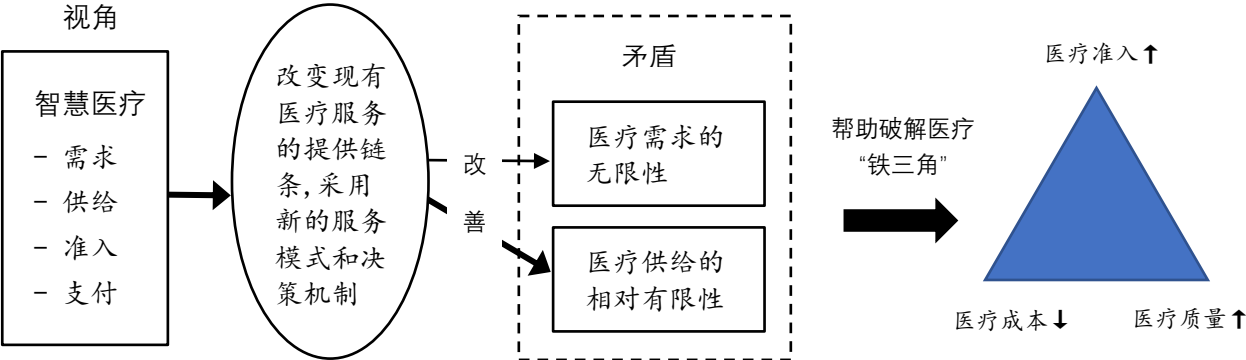 视角
智慧医疗
- 需求
- 供给
- 准入
- 支付
改变现有
医疗服务
的提供链
条,采用
新的服务
模式和决
策机制
改
善
矛盾
医疗需求的
无限性
医疗供给的
相对有限性
帮助破解医疗
“铁三角”
医疗准入↑
医疗成本↓
医疗质量↑